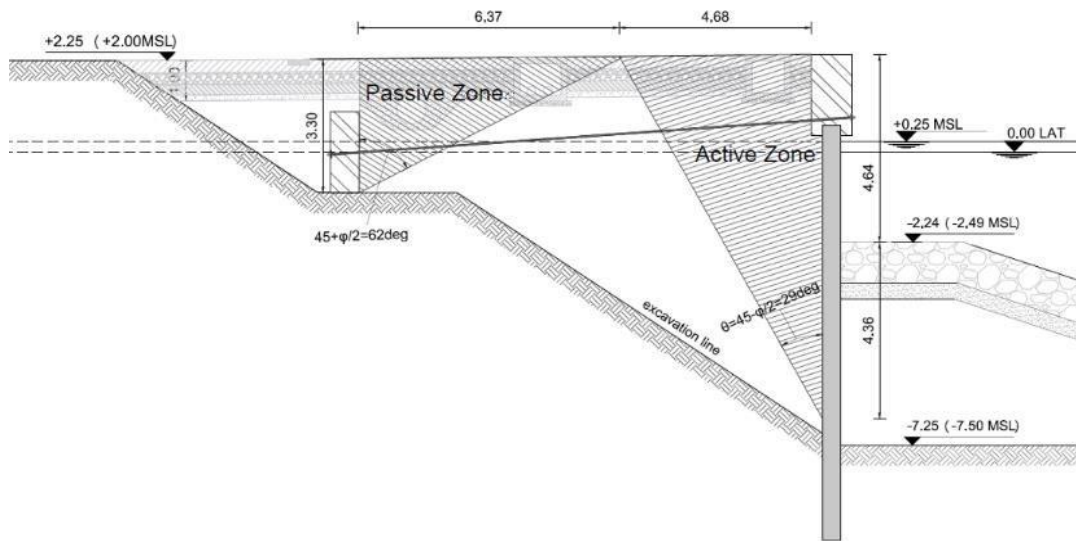 6.37
4.68
+2.25 ( +2.00MSL)
1.00
Passive Zone
3.30
+0.25 MSL
0.00 LAT
Active Zone
4.64
-2,24 (-2,49 MSL)
45+φ/2=62deg
θ=45-φ/2=29deg
excavation line
4.36
-7.25 (-7.50 MSL)